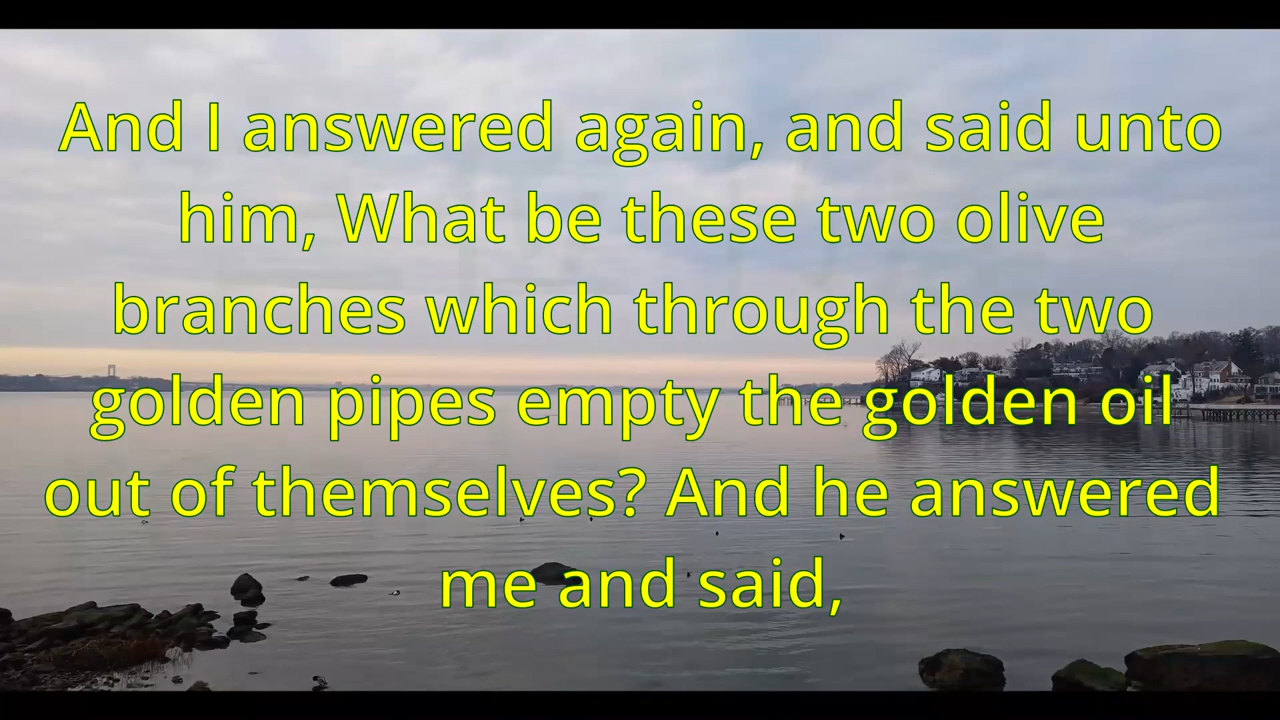 And I answered again, and said unto
him, What be these two olive
branches which through the two
golden pipes empty the golden oil
out of themselves? And he answered
me and said,